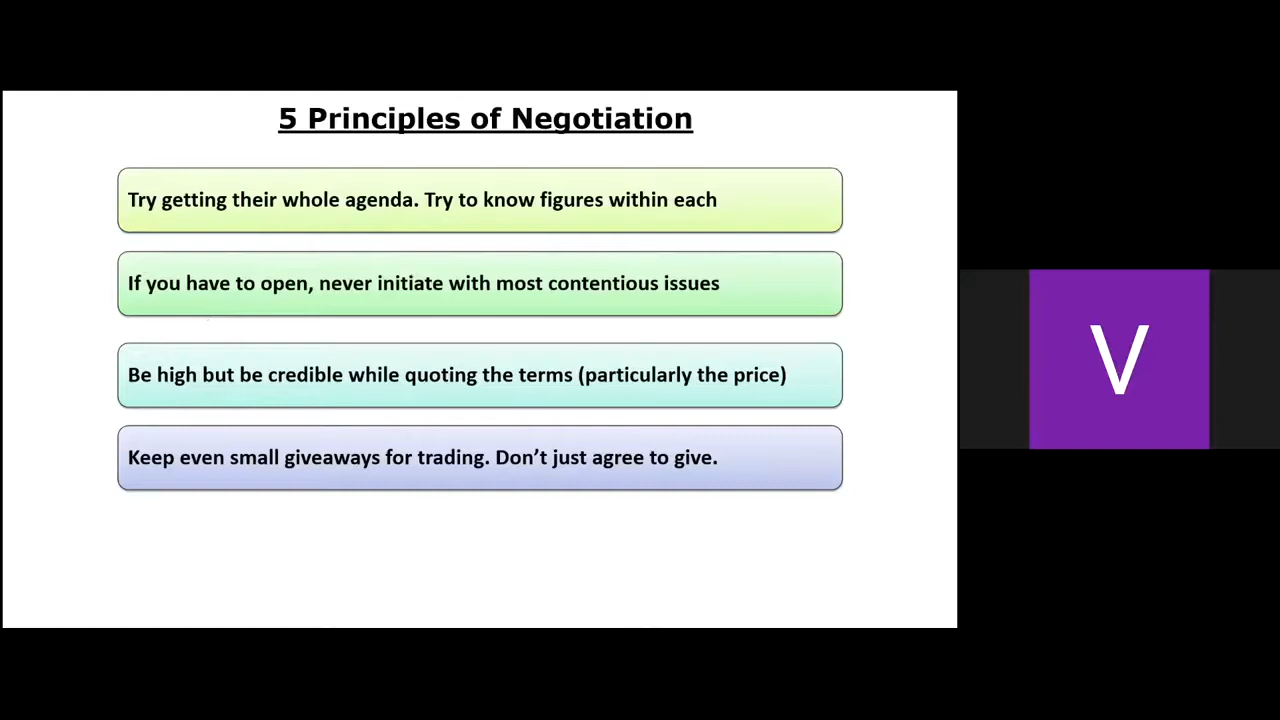 5 Principles of Negotiation
Try getting their whole agenda. Try to know figures within each
If you have to open, never initiate with most contentious issues
Be high but be credible while quoting the terms (particularly the price)
Keep even small giveaways for trading. Don’t just agree to give.
V